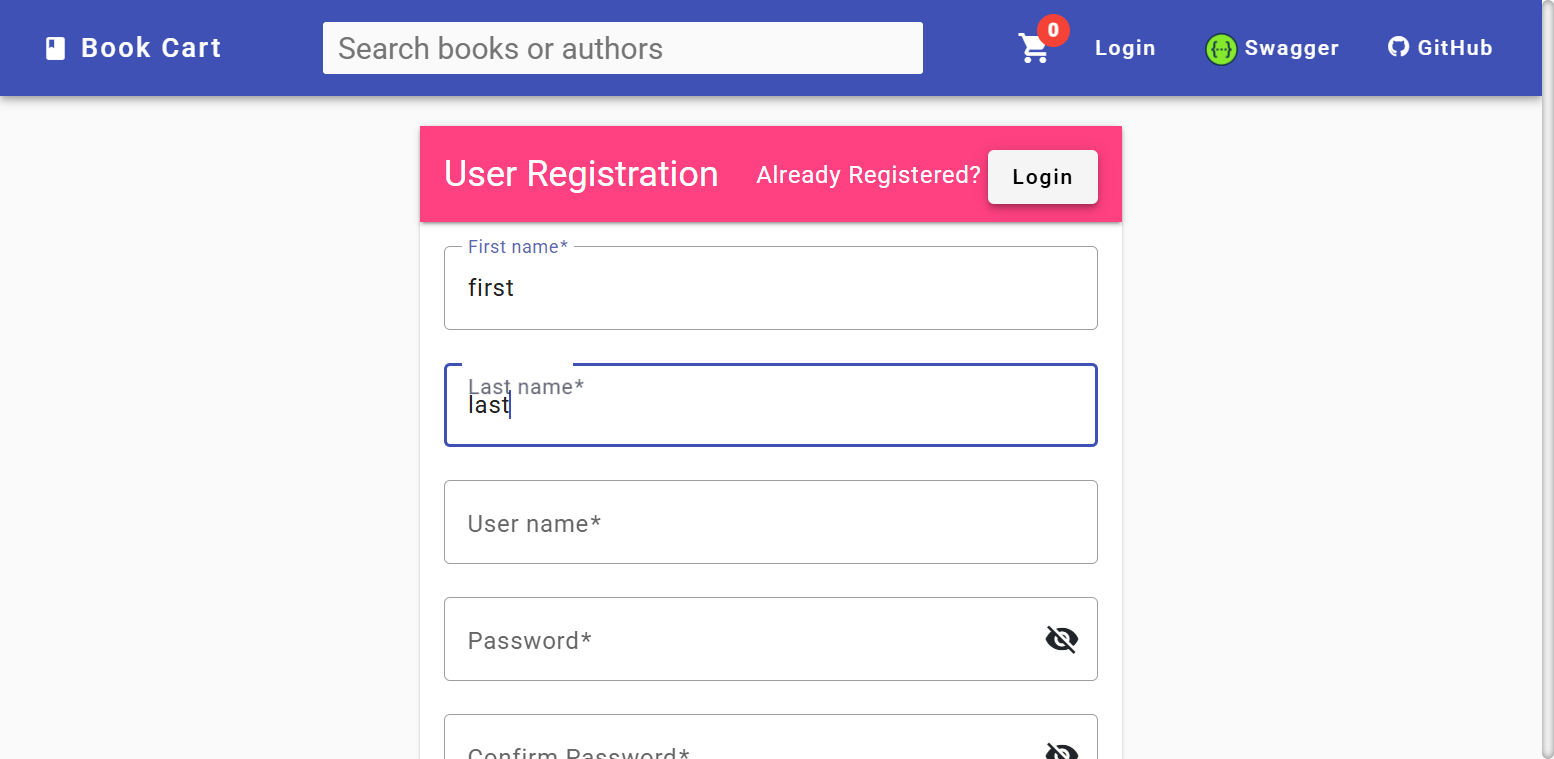 Book Cart
Search books or authors
0
Login
Swagger
GitHub
User Registration
Already Registered?
Login
First name*
first
Last name*
last
User name*
Password*
Confirm Password*